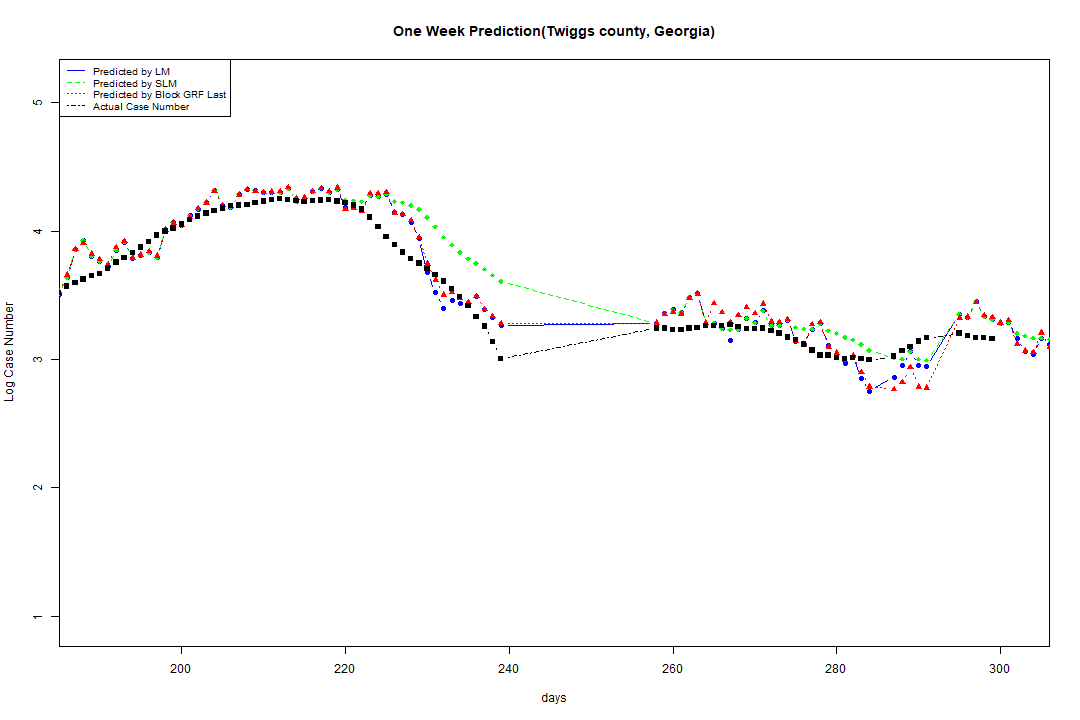 One Week Prediction(Twiggs county, Georgia)
Predicted by LM
Predicted by SLM
Predicted by Block GRF Last
Actual Case Number
5
4
3
2
1
Log Case Number
200 220 240 260 280 300
days